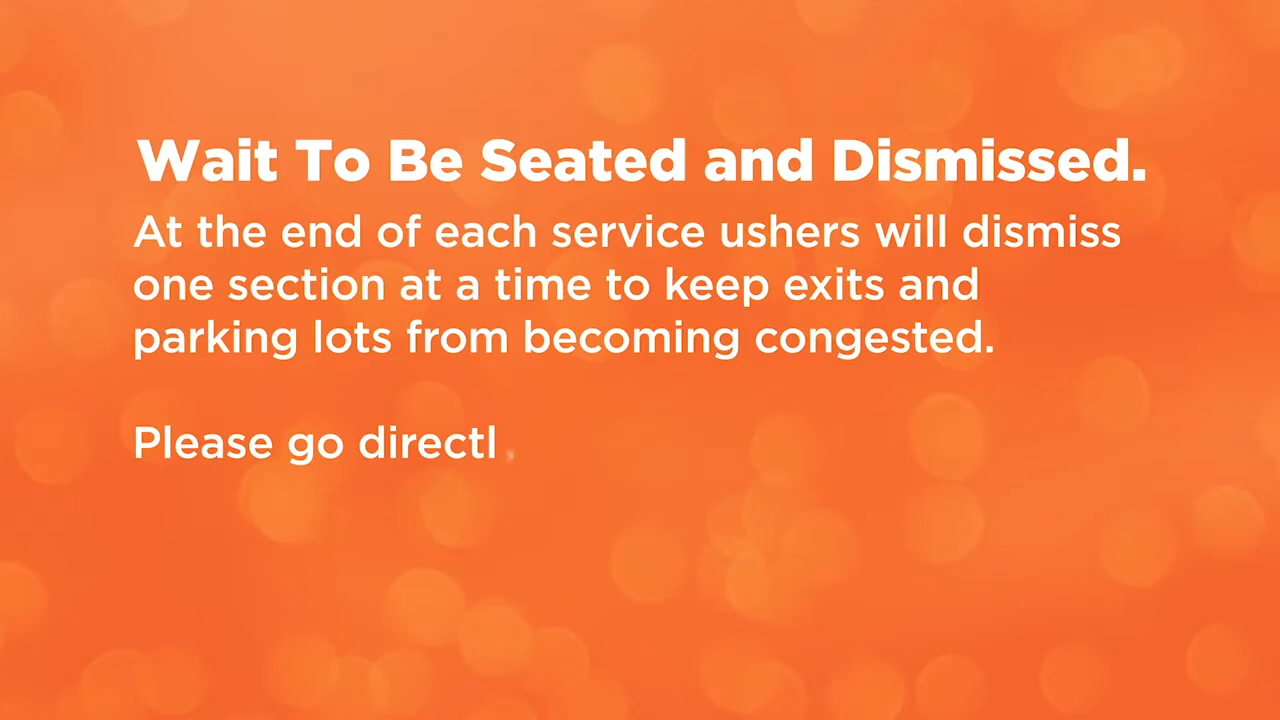 Wait To Be Seated and Dismissed.
At the end of each service ushers will dismiss
one section at a time to keep exits and
parking lots from becoming congested.
Please go directl